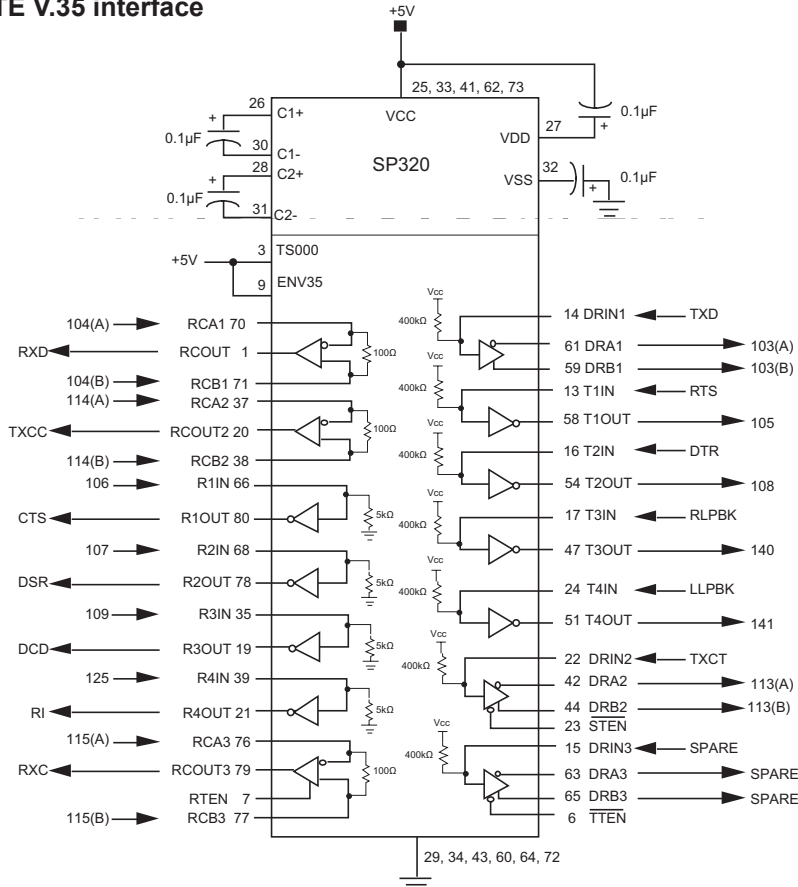 TE V.35 interface
+5V
25, 33, 41, 62, 73
VCC
26 C1+
+
0.1µF
30 C1-
28 C2+
+
0.1µF
31 C2-
SP320
VDD 27
0.1µF
+
VSS 32
0.1µF
+
3 TS000
+5V
9 ENV35
104(A) RCA1 70
RXD RCOUT 1
100Ω
104(B) RCB1 71
114(A) RCA2 37
TXCC RCOUT2 20
100Ω
114(B) RCB2 38
106 R1IN 66
CTS R1OUT 80
5kΩ
107 R2IN 68
DSR R2OUT 78
5kΩ
109 R3IN 35
DCD R3OUT 19
5kΩ
125 R4IN 39
RI R4OUT 21
5kΩ
115(A) RCA3 76
RXC RCOUT3 79
100Ω
RTEN 7
115(B) RCB3 77
Vcc
400kΩ
14 DRIN1 TXD
61 DRA1 103(A)
59 DRB1 103(B)
Vcc
400kΩ
13 T1IN RTS
58 T1OUT 105
Vcc
400kΩ
16 T2IN DTR
54 T2OUT 108
Vcc
400kΩ
17 T3IN RLPBK
47 T3OUT 140
Vcc
400kΩ
24 T4IN LLPBK
51 T4OUT 141
Vcc
400kΩ
22 DRIN2 TXCT
42 DRA2 113(A)
44 DRB2 113(B)
23 STEN
Vcc
400kΩ
15 DRIN3 SPARE
63 DRA3 SPARE
65 DRB3 SPARE
6 TTEN
29, 34, 43, 60, 64, 72